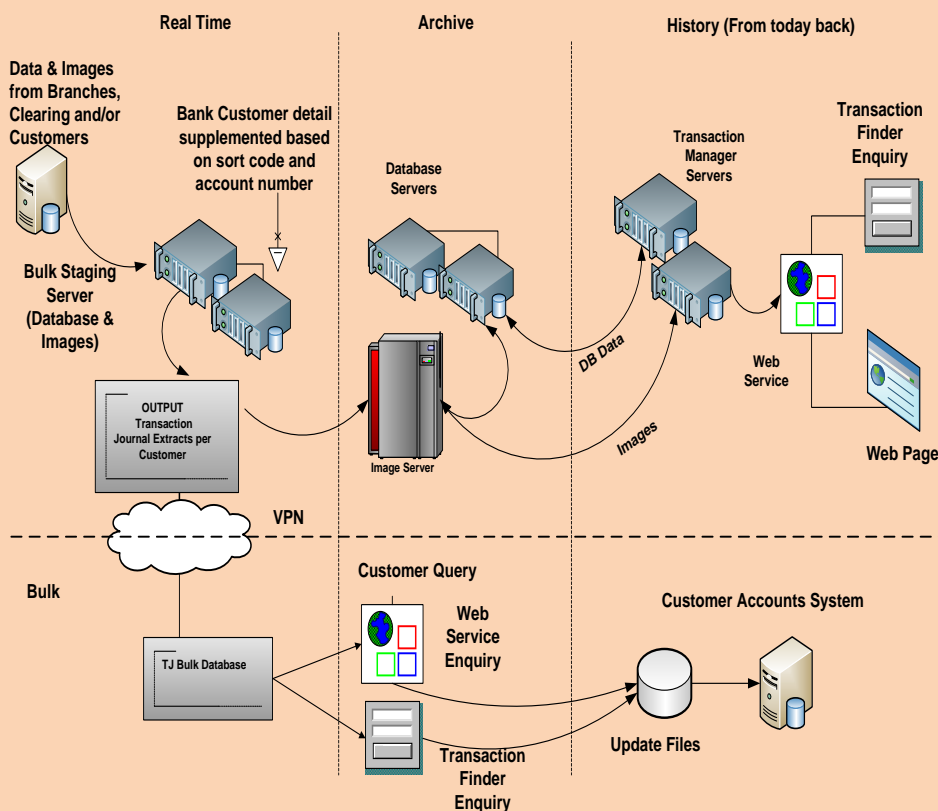 Real Time
Archive
History (From today back)
Data & Images
from Branches,
Clearing and/or
Customers
Bank Customer detail
supplemented based
on sort code and
account number
Database
Servers
Transaction
Manager
Servers
Transaction
Finder
Enquiry
Bulk Staging
Server
(Database &
Images)
DB Data
Web
Service
OUTPUT
Transaction
Journal Extracts per
Customer
Image Server
Images
Web Page
VPN
Bulk
Customer Query
Customer Accounts System
Web
Service
Enquiry
TJ Bulk Database
Update Files
Transaction
Finder
Enquiry